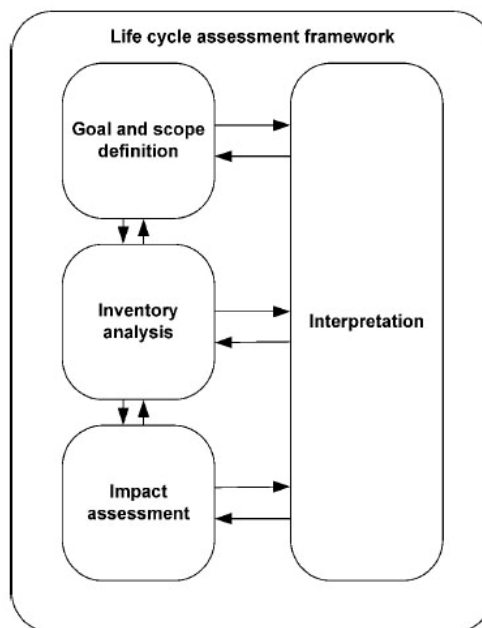 Life cycle assessment framework
Goal and scope
definition
Inventory
analysis
Interpretation
Impact
assessment